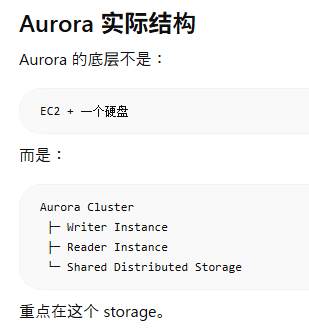 Aurora 实际结构
Aurora 的底层不是：
EC2 + 一个硬盘
而是：
Aurora Cluster
├─ Writer Instance
├─ Reader Instance
└─ Shared Distributed Storage
重点在这个 storage。